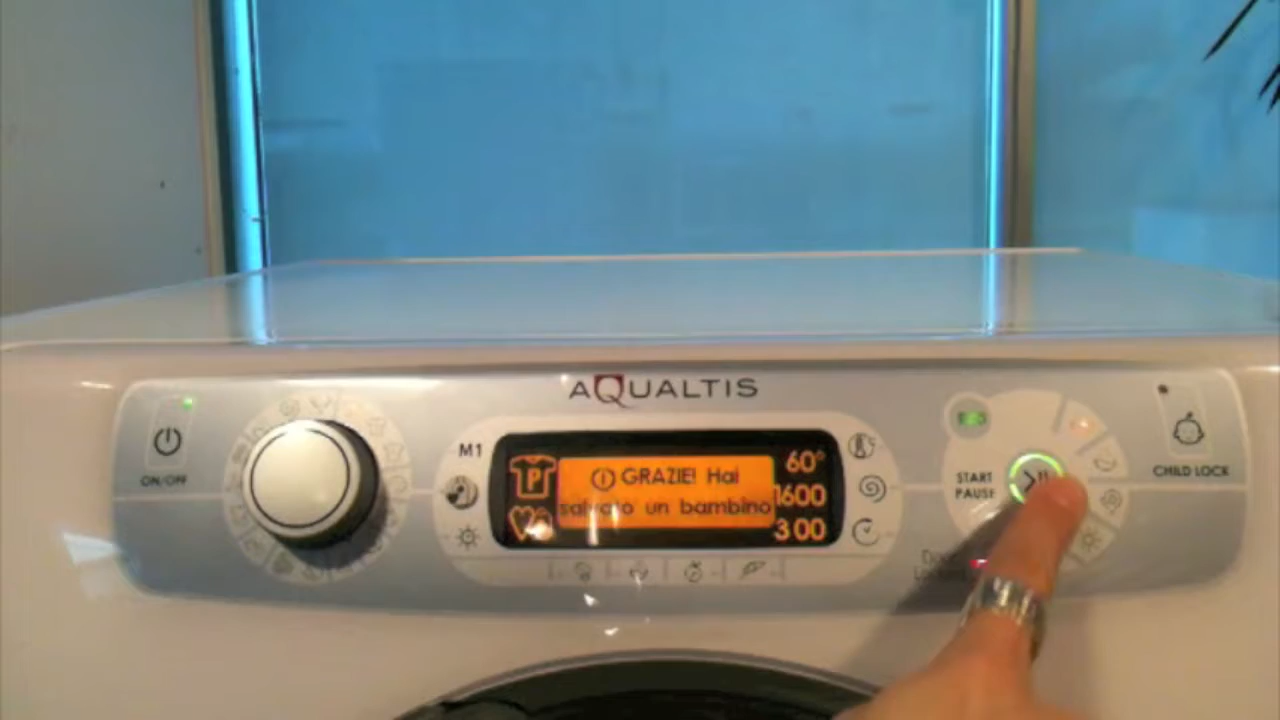 AQUALTIS
ON/OFF
M1
P
GRAZIE! Hai
salvato un bambino
60°
1600
3:00
START
PAUSE
CHILD LOCK